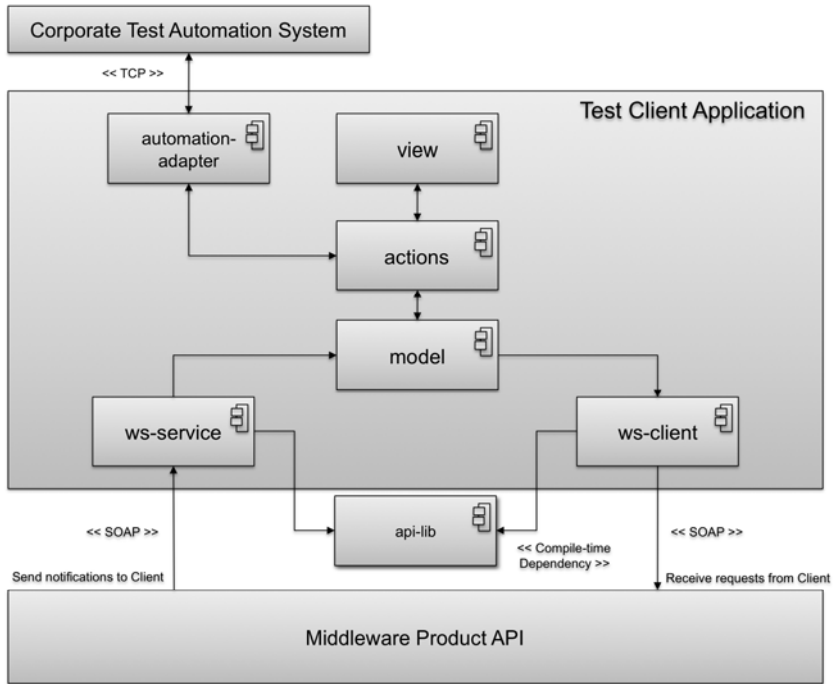 Corporate Test Automation System
<< TCP >>
Test Client Application
automation-
adapter
view
actions
model
ws-service
ws-client
api-lib
<< SOAP >>
<< Compile-time
Dependency >>
<< SOAP >>
Send notifications to Client
Receive requests from Client
Middleware Product API